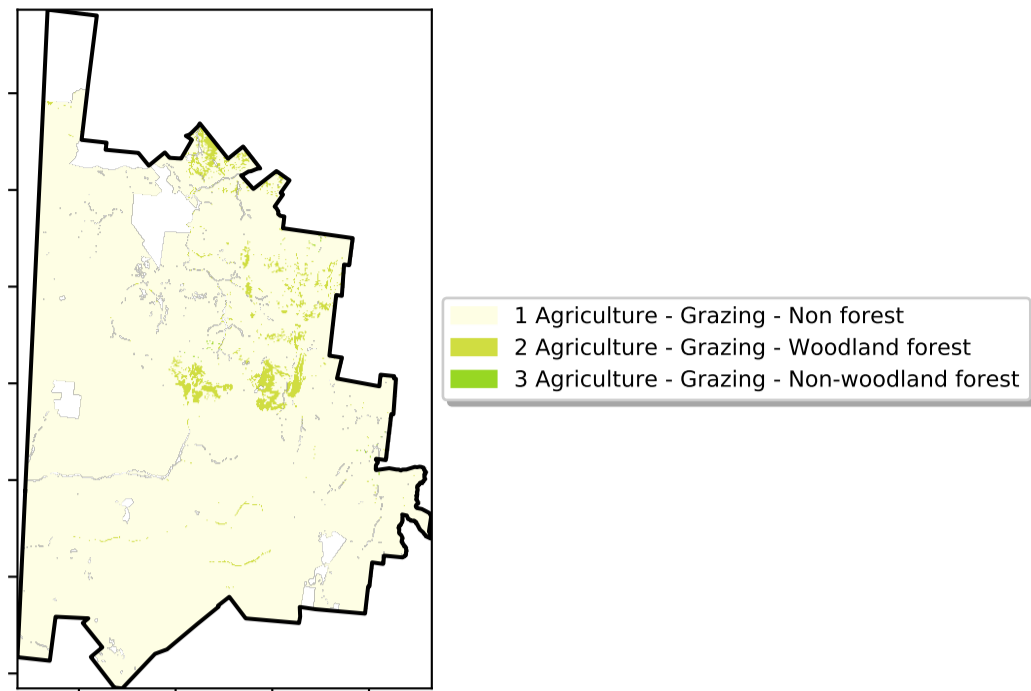 1 Agriculture - Grazing - Non forest
2 Agriculture - Grazing - Woodland forest
3 Agriculture - Grazing - Non-woodland forest